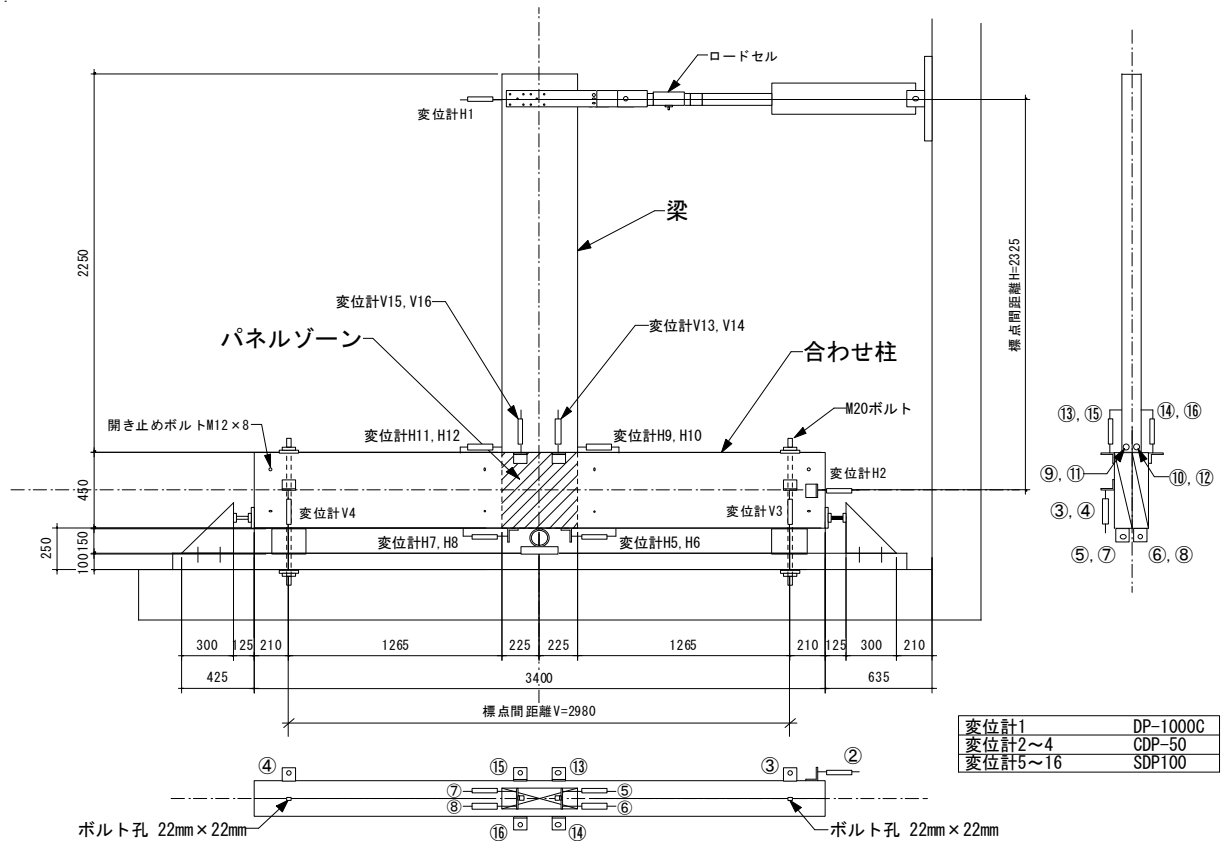 ロードセル
変位計H1
梁
2250
標点間距離H=2325
変位計V15, V16
変位計V13, V14
パネルゾーン
合わせ柱
M20ボルト
開き止めボルトM12×8
変位計H11, H12
変位計H9, H10
変位計H2
450
変位計V4
変位計V3
250
150
100
変位計H7, H8
変位計H5, H6
300
125
210
1265
225
225
1265
210
125
300
210
425
3400
635
標点間距離V=2980
⑬, ⑮
⑭, ⑯
⑨, ⑪
⑩, ⑫
③, ④
⑤, ⑦
⑥, ⑧
変位計1 DP-1000C
変位計2~4 CDP-50
変位計5~16 SDP100
④
⑮
⑬
③
②
⑦
⑤
⑧
⑥
ボルト孔 22mm×22mm
⑯
⑭
ボルト孔 22mm×22mm